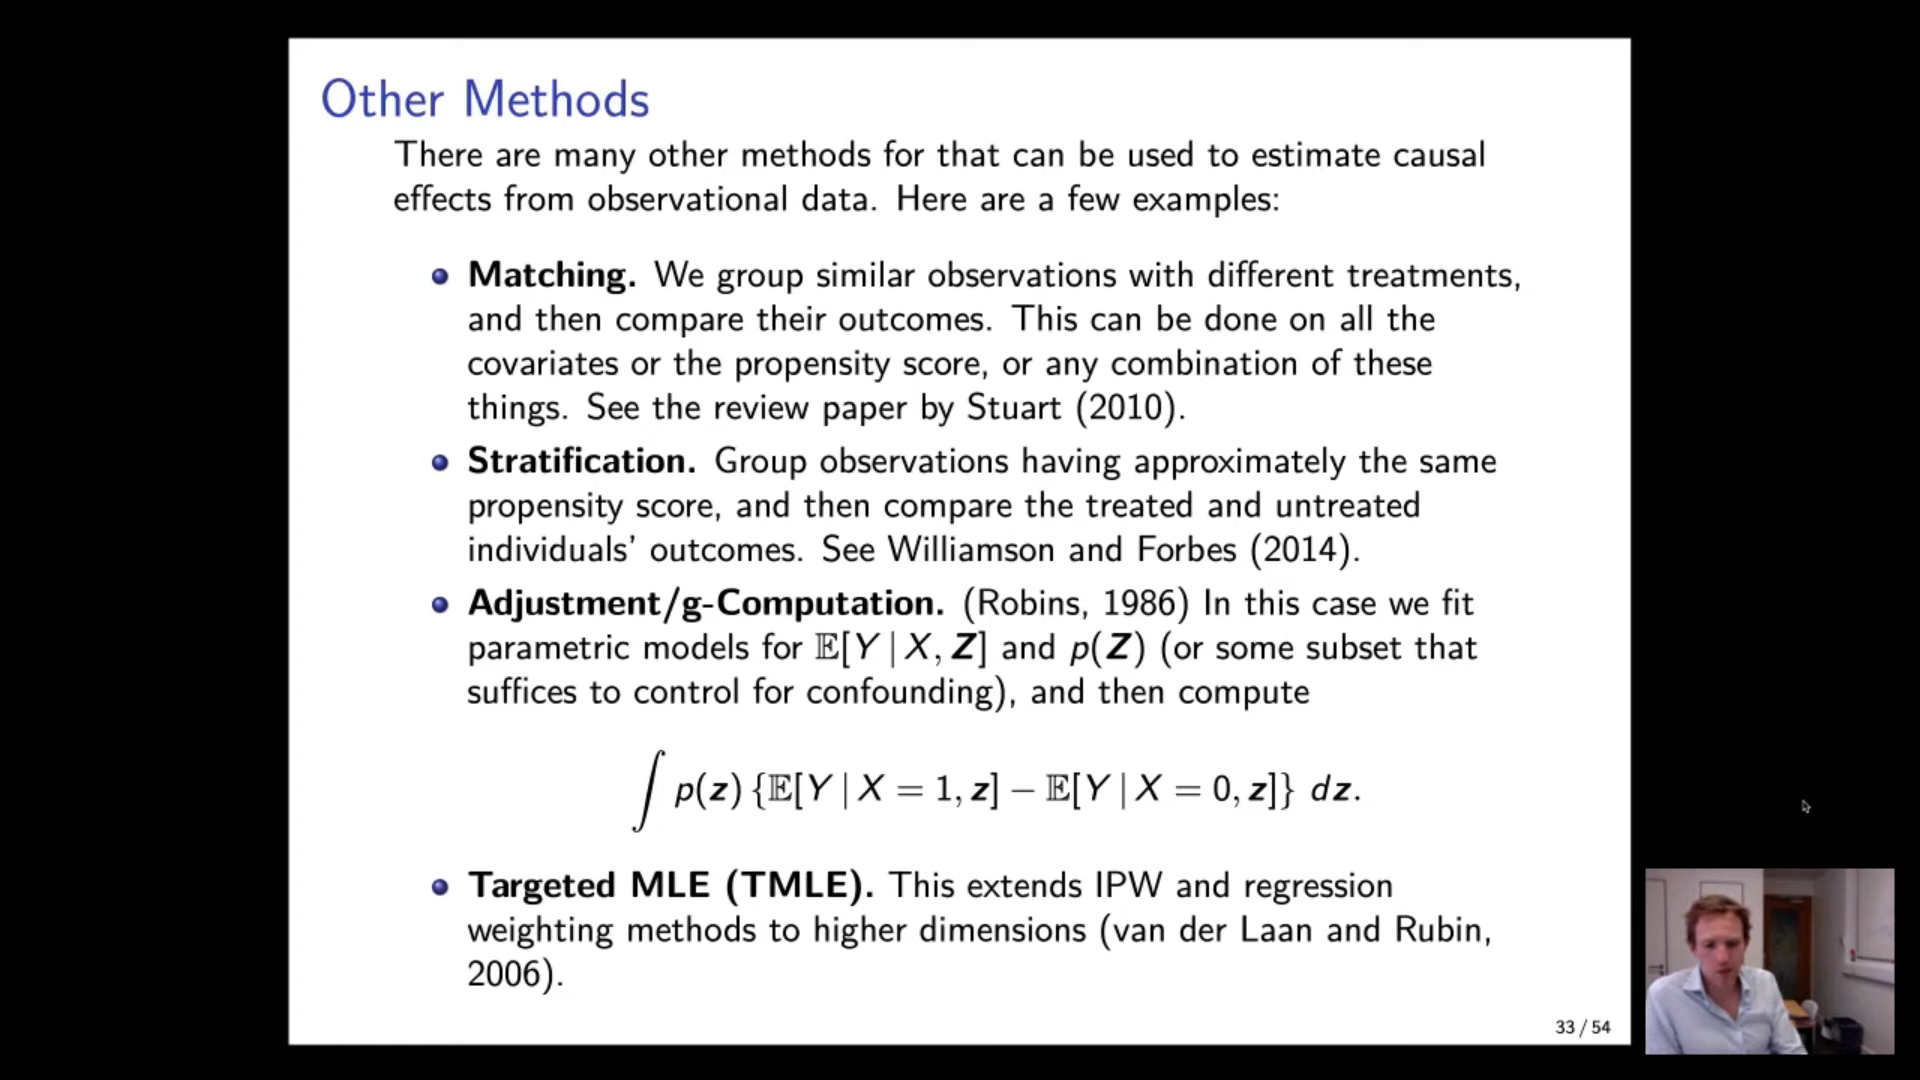 Other Methods
There are many other methods for that can be used to estimate causal
effects from observational data. Here are a few examples:
Matching. We group similar observations with different treatments,
and then compare their outcomes. This can be done on all the
covariates or the propensity score, or any combination of these
things. See the review paper by Stuart (2010).
Stratification. Group observations having approximately the same
propensity score, and then compare the treated and untreated
individuals' outcomes. See Williamson and Forbes (2014).
Adjustment/g-Computation. (Robins, 1986) In this case we fit
parametric models for 𝔼[Y | X, Z] and p(Z) (or some subset that
suffices to control for confounding), and then compute
∫ p(z) {𝔼[Y | X = 1, z] − 𝔼[Y | X = 0, z]} dz.
Targeted MLE (TMLE). This extends IPW and regression
weighting methods to higher dimensions (van der Laan and Rubin,
2006).
33 / 54